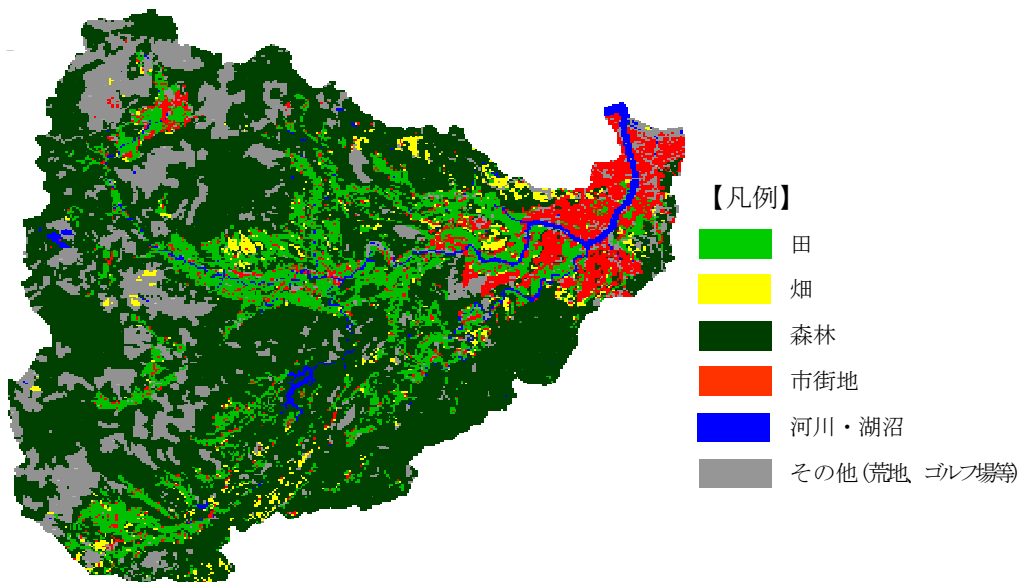 【凡例】
田
畑
森林
市街地
河川・湖沼
その他(荒地、ゴルフ場等)